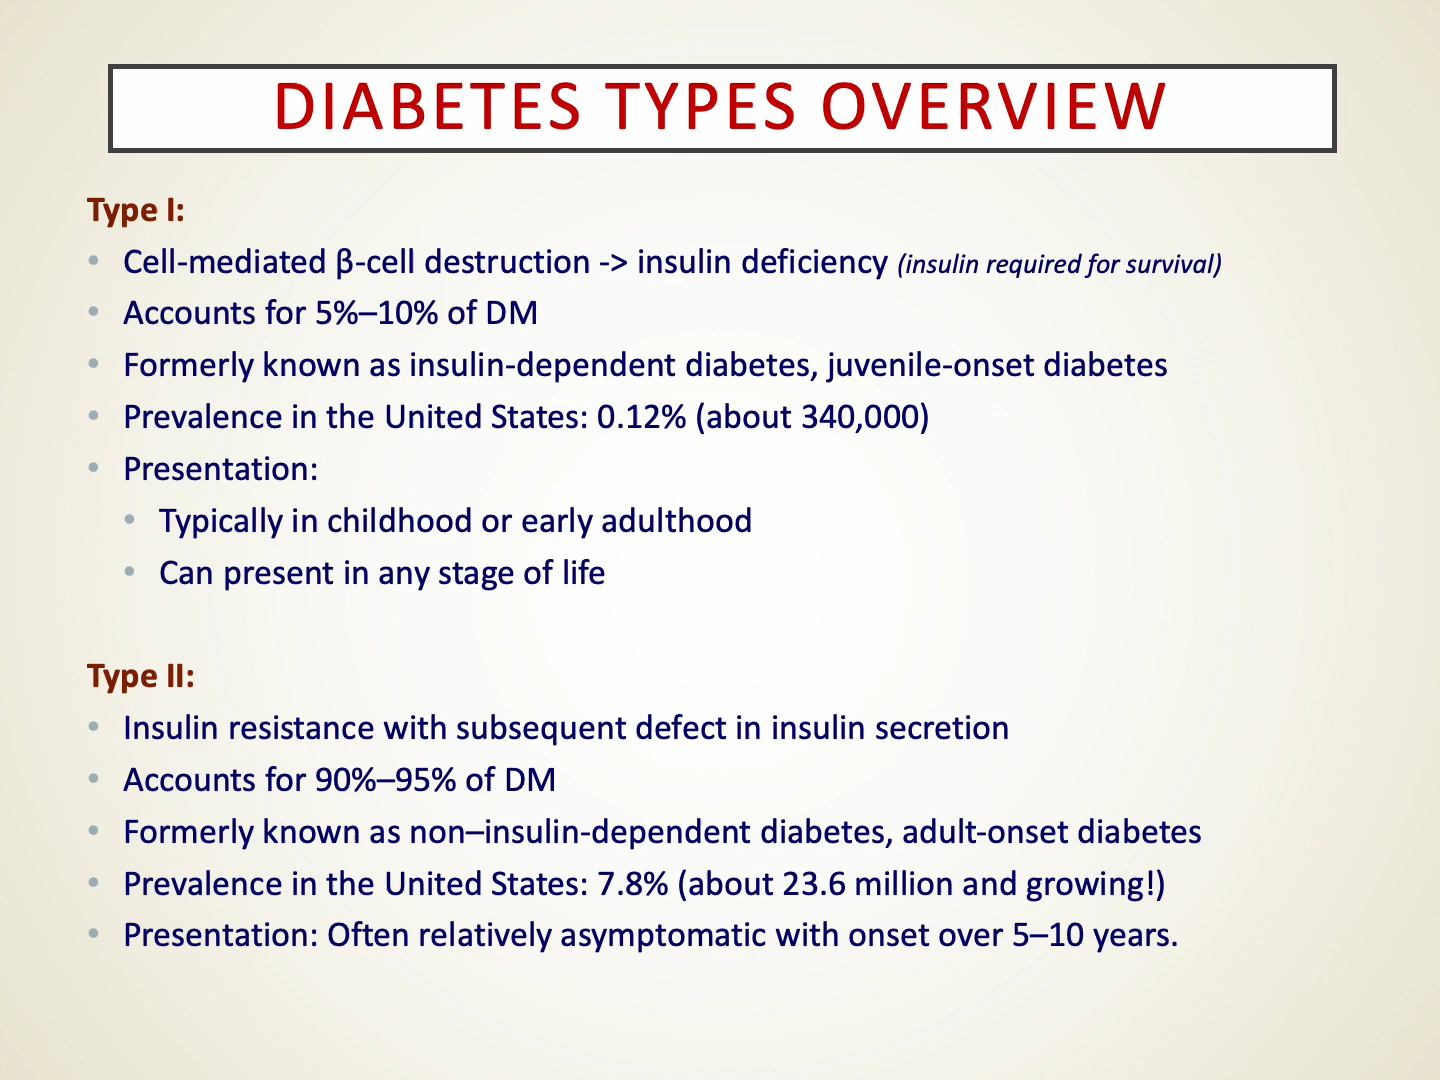 DIABETES TYPES OVERVIEW
Type I:
• Cell-mediated β-cell destruction -> insulin deficiency (insulin required for survival)
• Accounts for 5%–10% of DM
• Formerly known as insulin-dependent diabetes, juvenile-onset diabetes
• Prevalence in the United States: 0.12% (about 340,000)
• Presentation:
• Typically in childhood or early adulthood
• Can present in any stage of life
Type II:
• Insulin resistance with subsequent defect in insulin secretion
• Accounts for 90%–95% of DM
• Formerly known as non–insulin-dependent diabetes, adult-onset diabetes
• Prevalence in the United States: 7.8% (about 23.6 million and growing!)
• Presentation: Often relatively asymptomatic with onset over 5–10 years.